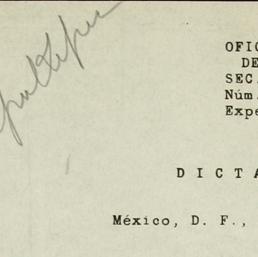 OFIC
DE
SEC.
Núm.
Expe
D I C T A
México, D. F.,